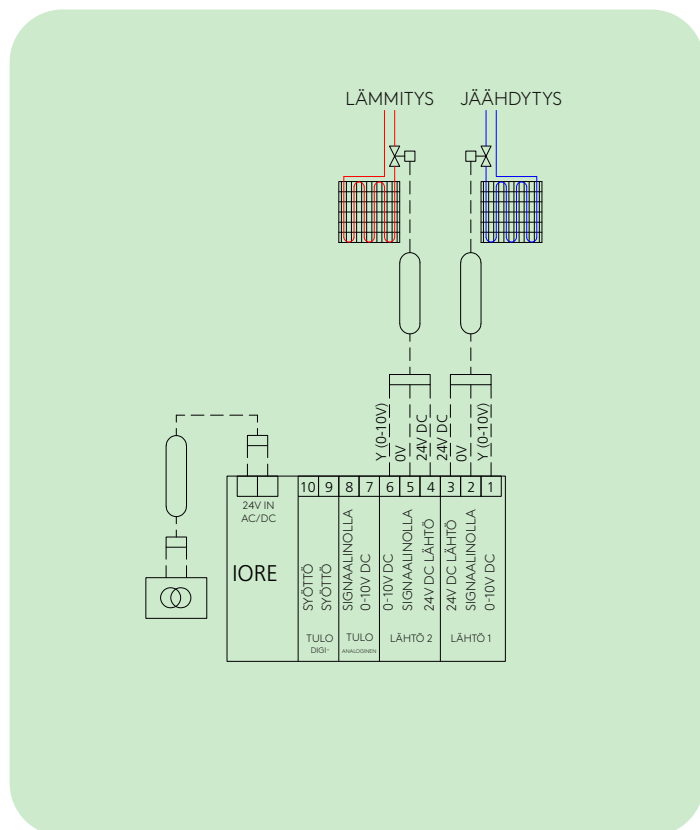 LÄMMITYS JÄÄHDYTYS
Y (0-10V)
0V
24V DC
24V DC
0V
Y (0-10V)
10 9 8 7 6 5 4 3 2 1
24V IN
AC/DC
IORE
SYÖTTÖ
SYÖTTÖ
SIGNAALINOLLA
0-10V DC
0-10V DC
SIGNAALINOLLA
24V DC LÄHTÖ
24V DC LÄHTÖ
SIGNAALINOLLA
0-10V DC
TULO
DIGI-
TULO
ANALOGINEN
LÄHTÖ 2
LÄHTÖ 1